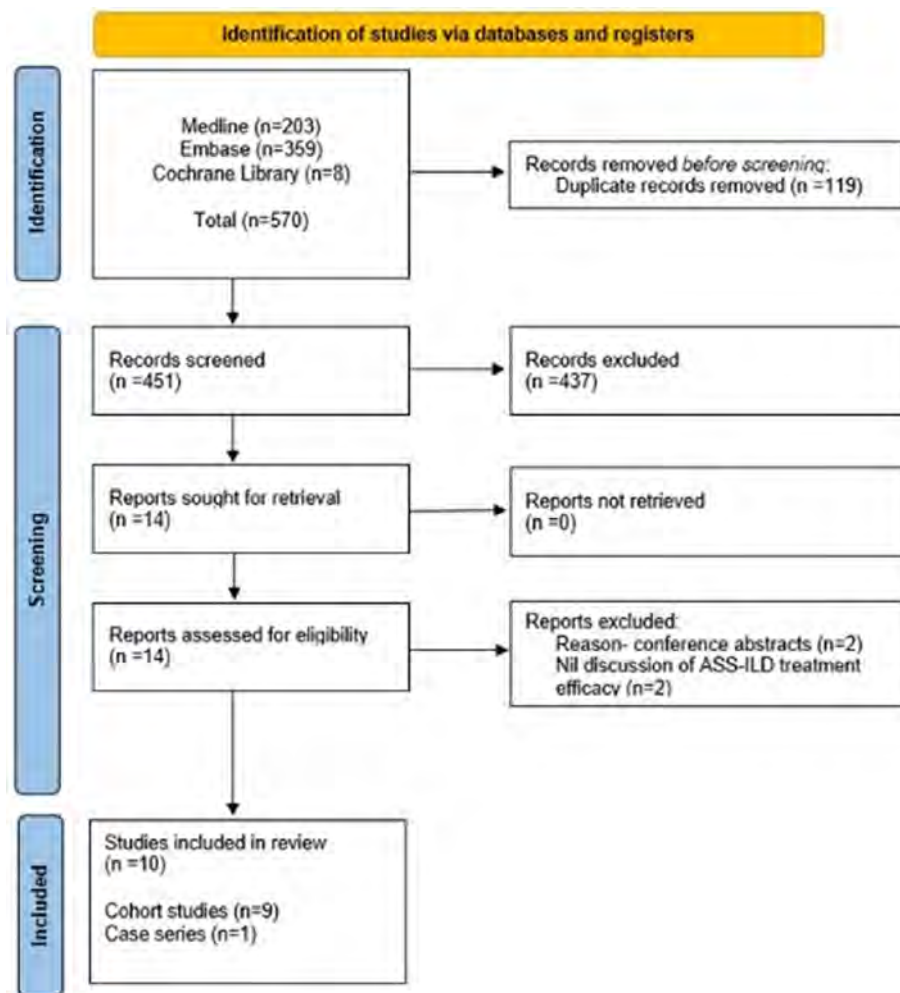 Identification of studies via databases and registers
Identification
Medline (n=203)
Embase (n=359)
Cochrane Library (n=8)
Total (n=570)
Records removed before screening:
Duplicate records removed (n =119)
Screening
Records screened
(n =451)
Records excluded
(n =437)
Reports sought for retrieval
(n =14)
Reports not retrieved
(n =0)
Reports assessed for eligibility
(n =14)
Reports excluded:
Reason- conference abstracts (n=2)
Nil discussion of ASS-ILD treatment
efficacy (n=2)
Included
Studies included in review
(n =10)
Cohort studies (n=9)
Case series (n=1)